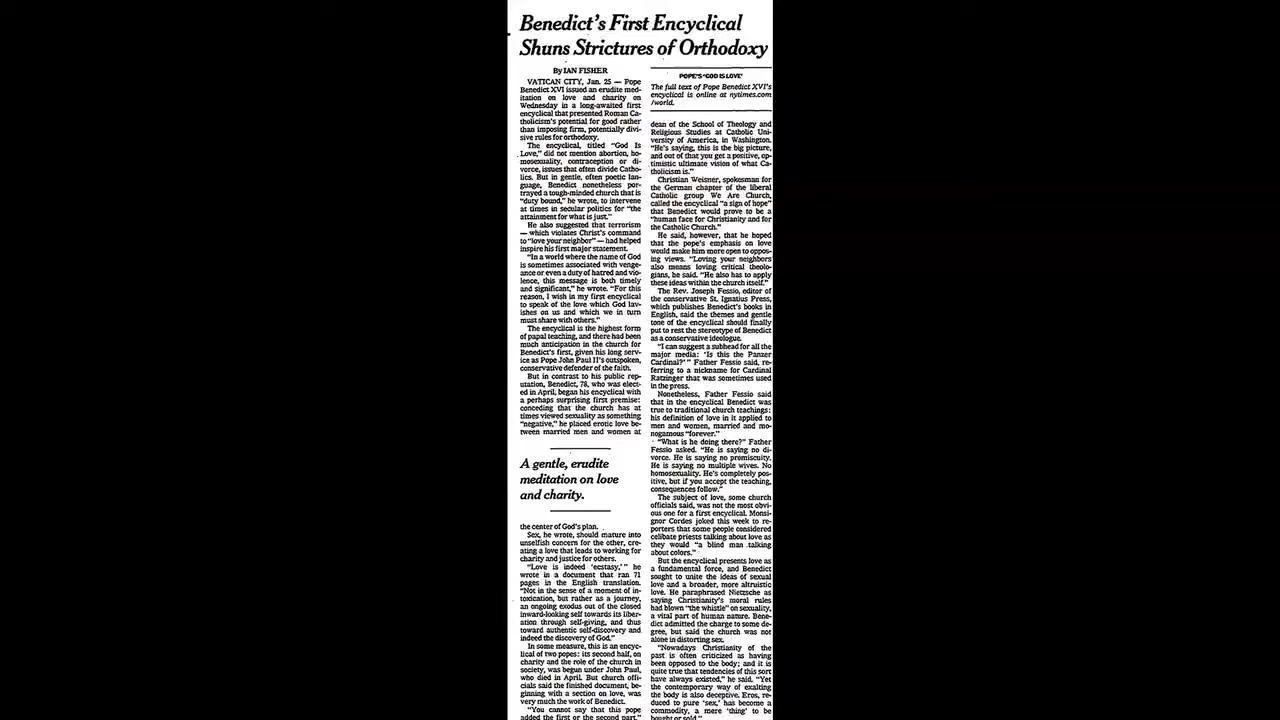 Benedict's First Encyclical
Shuns Strictures of Orthodoxy
By IAN FISHER
VATICAN CITY, Jan. 25 — Pope
Benedict XVI issued an erudite med-
itation on love and charity on
Wednesday in a long-awaited first
encyclical that presented Roman Ca-
tholicism's potential for good rather
than imposing firm, potentially divi-
sive rules for orthodoxy.
The encyclical, titled "God Is
Love," did not mention abortion, ho-
mosexuality, contraception or di-
vorce, issues that often divide Catho-
lics. But in gentle, often poetic lan-
guage, Benedict nonetheless por-
trayed a tough-minded church that is
"duty bound," he wrote, to intervene
at times in secular politics for "the
attainment for what is just."
He also suggested that terrorism
— which violates Christ's command
to "love your neighbor" — had helped
inspire his first major statement.
"In a world where the name of God
is sometimes associated with venge-
ance or even a duty of hatred and vio-
lence, this message is both timely
and significant," he wrote. "For this
reason, I wish in my first encyclical
to speak of the love which God lav-
ishes on us and which we in turn
must share with others."
The encyclical is the highest form
of papal teaching, and there had been
much anticipation in the church for
Benedict's first, given his long serv-
ice as Pope John Paul II's outspoken,
conservative defender of the faith.
But in contrast to his public rep-
utation, Benedict, 78, who was elect-
ed in April, began his encyclical with
a perhaps surprising first premise:
conceding that the church has at
times viewed sexuality as something
"negative," he placed erotic love be-
tween married men and women at
A gentle, erudite
meditation on love
and charity.
the center of God's plan.
Sex, he wrote, should mature into
unselfish concern for the other, cre-
ating a love that leads to working for
charity and justice for others.
"Love is indeed 'ecstasy,'" he
wrote in a document that ran 71
pages in the English translation.
"Not in the sense of a moment of in-
toxication, but rather as a journey,
an ongoing exodus out of the closed
inward-looking self towards its liber-
ation through self-giving, and thus
toward authentic self-discovery and
indeed the discovery of God."
In some measure, this is an encyc-
lical of two popes: its second half, on
charity and the role of the church in
society, was begun under John Paul,
who died in April. But church offi-
cials said the finished document, be-
ginning with a section on love, was
very much the work of Benedict.
"You cannot say that this pope
added the first or the second part,"
POPE'S 'GOD IS LOVE'
The full text of Pope Benedict XVI's
encyclical is online at nytimes.com
/world.
dean of the School of Theology and
Religious Studies at Catholic Uni-
versity of America, in Washington.
"He's saying, this is the big picture,
and out of that you get a positive, op-
timistic ultimate vision of what Ca-
tholicism is."
Christian Weisner, spokesman for
the German chapter of the liberal
Catholic group We Are Church,
called the encyclical "a sign of hope"
that Benedict would prove to be a
"human face for Christianity and for
the Catholic Church."
He said, however, that he hoped
that the pope's emphasis on love
would make him more open to oppos-
ing views. "Loving your neighbors
also means loving critical theolo-
gians, he said. "He also has to apply
these ideas within the church itself."
The Rev. Joseph Fessio, editor of
the conservative St. Ignatius Press,
which publishes Benedict's books in
English, said the themes and gentle
tone of the encyclical should finally
put to rest the stereotype of Benedict
as a conservative ideologue.
"I can suggest a subhead for all the
major media: 'Is this the Panzer
Cardinal?'" Father Fessio said, re-
ferring to a nickname for Cardinal
Ratzinger that was sometimes used
in the press.
Nonetheless, Father Fessio said
that in the encyclical Benedict was
true to traditional church teachings:
his definition of love in it applied to
men and women, married and mo-
nogamous "forever."
"What is he doing there?" Father
Fessio asked. "He is saying no di-
vorce. He is saying no promiscuity.
He is saying no multiple wives. No
homosexuality. He's completely pos-
itive, but if you accept the teaching,
consequences follow."
The subject of love, some church
officials said, was not the most obvi-
ous one for a first encyclical. Monsi-
gnor Cordes joked this week to re-
porters that some people considered
celibate priests talking about love as
they would "a blind man talking
about colors."
But the encyclical presents love as
a fundamental force, and Benedict
sought to unite the ideas of sexual
love and a broader, more altruistic
love. He paraphrased Nietzsche as
saying Christianity's moral rules
had blown "the whistle" on sexuality,
a vital part of human nature. Bene-
dict admitted the charge to some de-
gree, but said the church was not
alone in distorting sex.
"Nowadays Christianity of the
past is often criticized as having
been opposed to the body; and it is
quite true that tendencies of this sort
have always existed," he said. "Yet
the contemporary way of exalting
the body is also deceptive. Eros, re-
duced to pure 'sex,' has become a
commodity, a mere 'thing' to be
bought or sold."